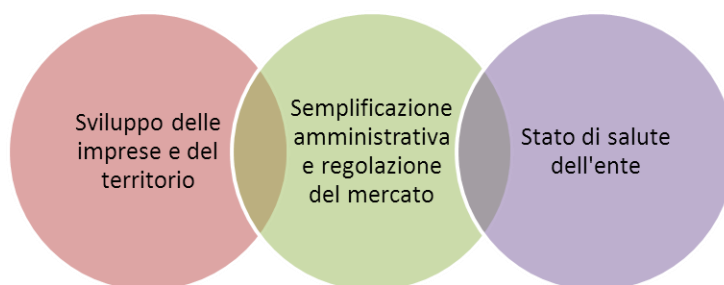 Sviluppo delle
imprese e del
territorio
Semplificazione
amministrativa
e regolazione
del mercato
Stato di salute
dell'ente